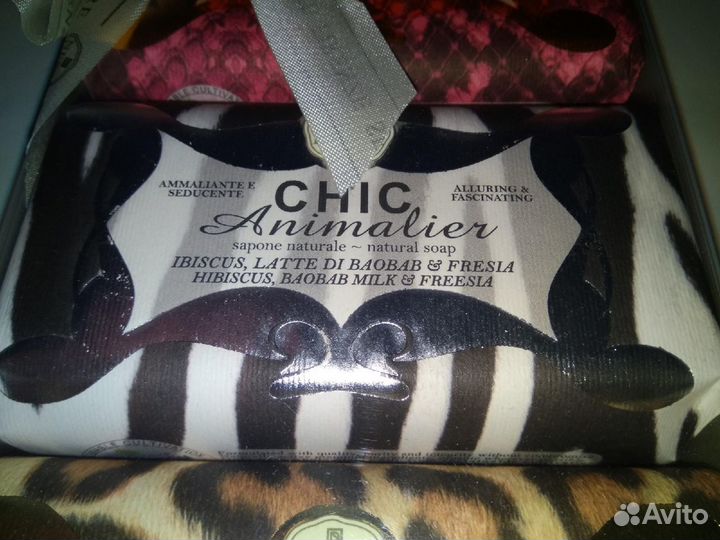 AMMALIANTE E
SEDUCENTE
CHIC
ALLURING &
FASCINATING
Animalier
sapone naturale ~ natural soap
IBISCUS, LATTE DI BAOBAB & FRESIA
HIBISCUS, BAOBAB MILK & FREESIA
Avito